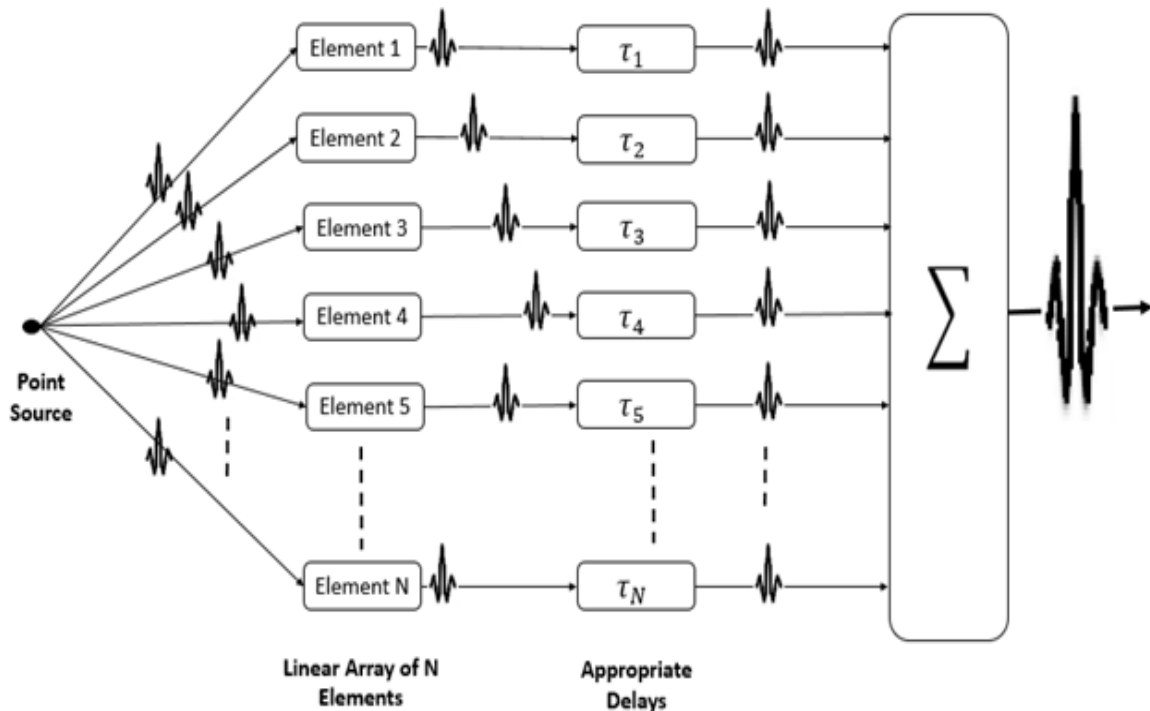 Element 1
τ1
Element 2
τ2
Element 3
τ3
Element 4
τ4
Element 5
τ5
Element N
τN
∑
Point
Source
Linear Array of N
Elements
Appropriate
Delays